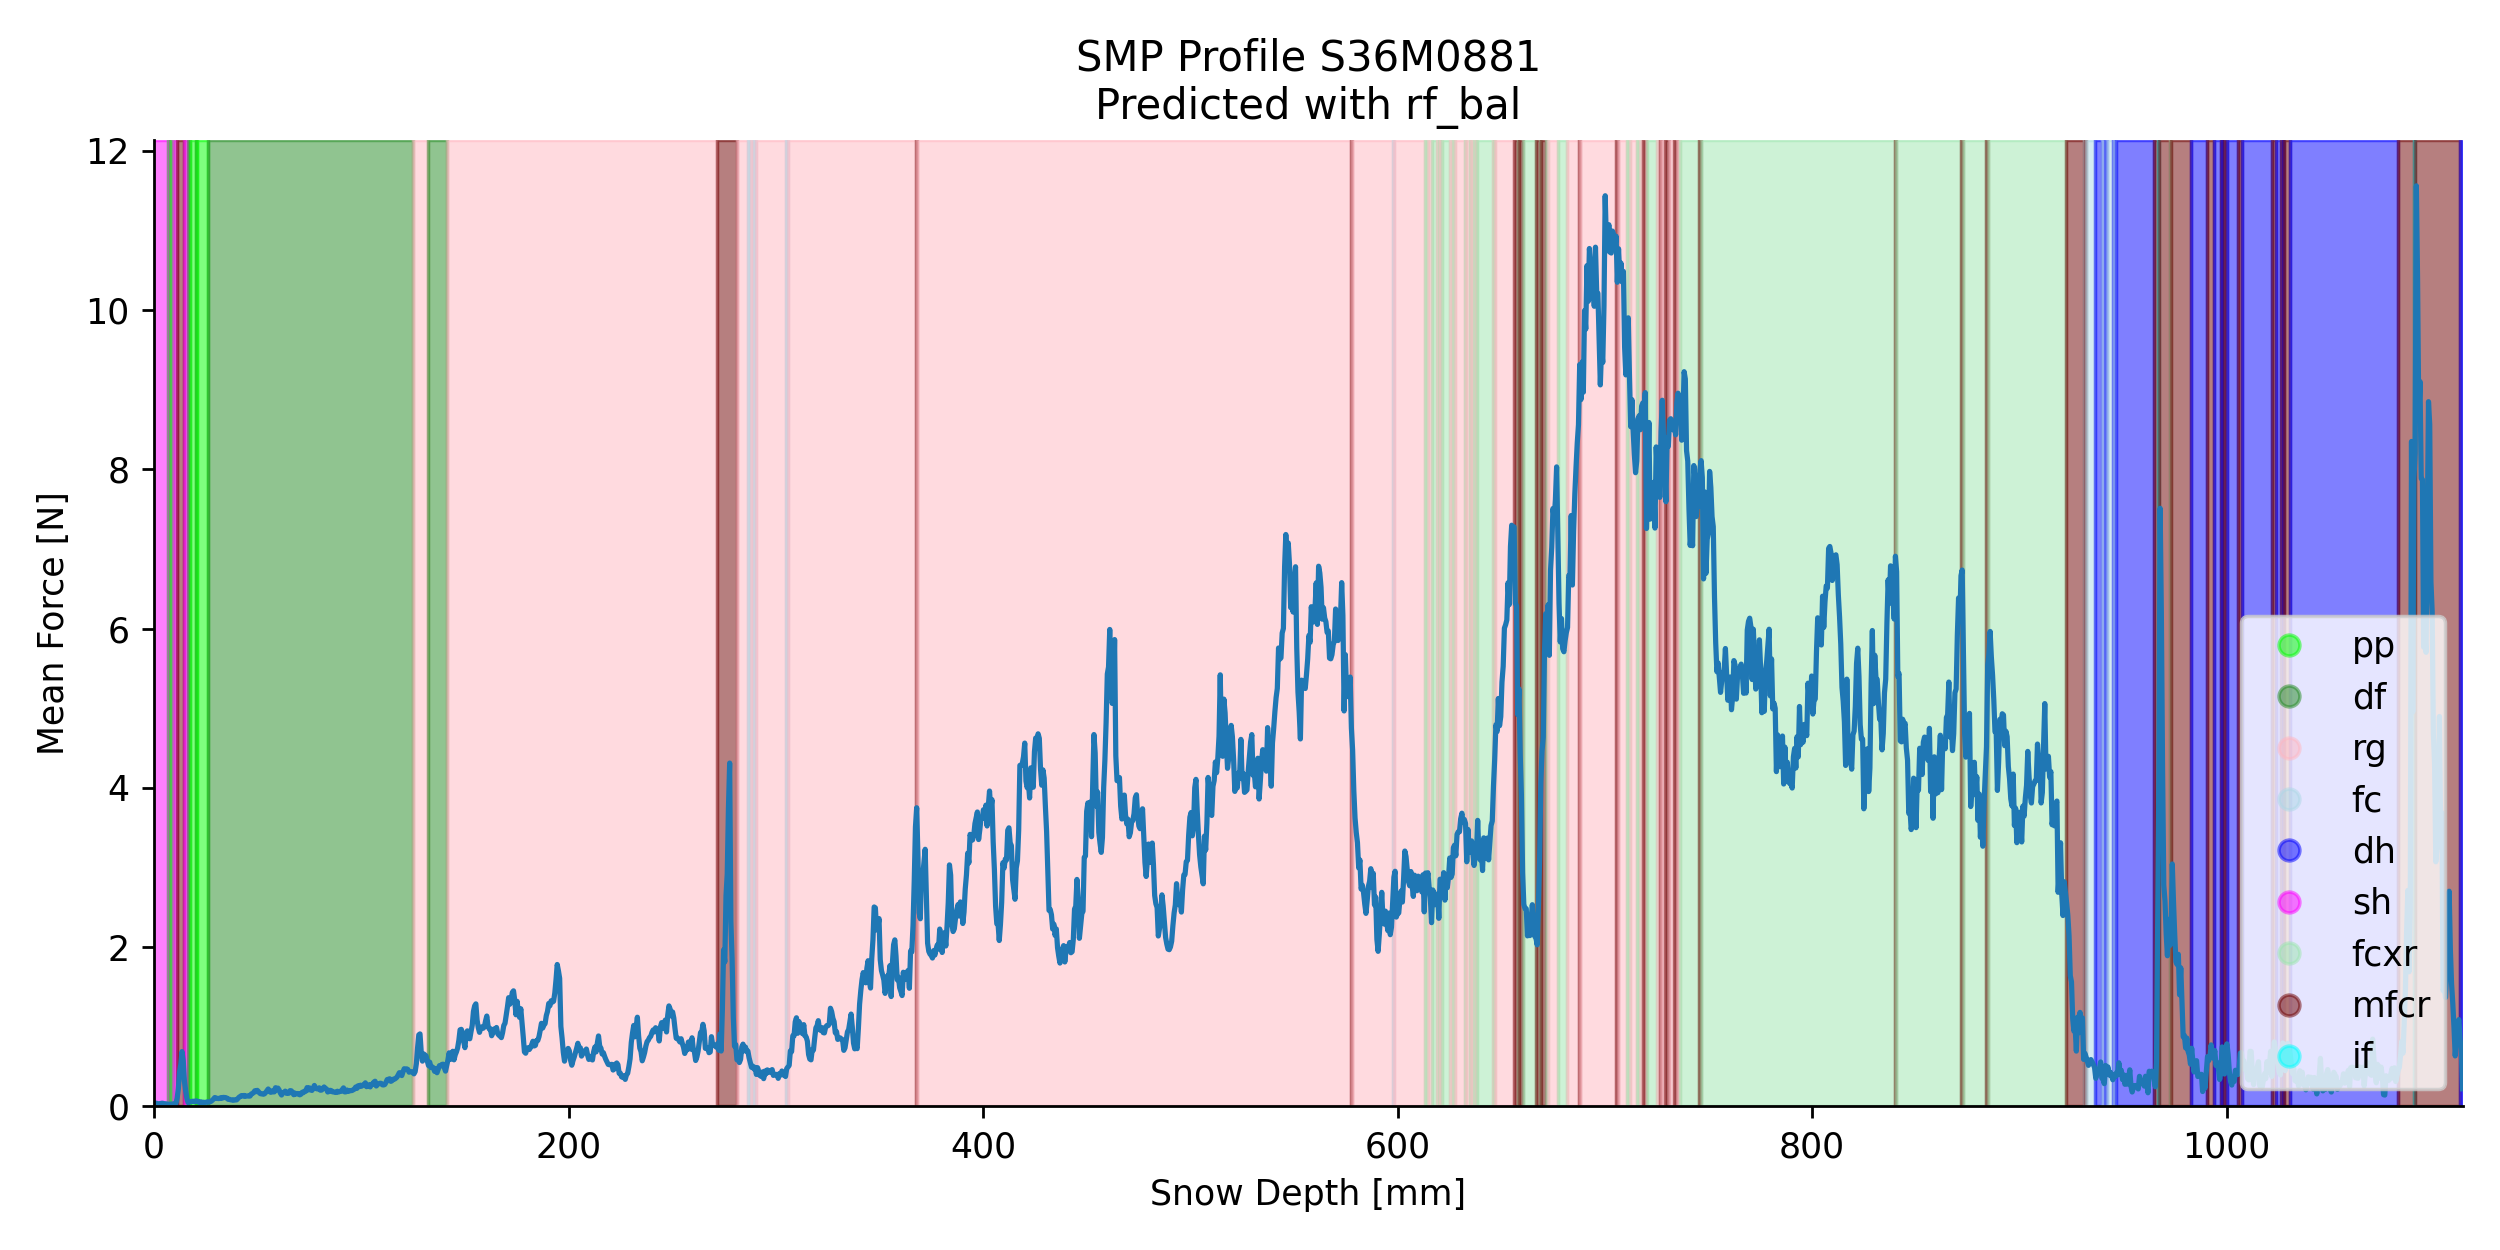 SMP Profile S36M0881
Predicted with rf_bal
12
10
8
6
4
2
0
Mean Force [N]
0 200 400 600 800 1000
Snow Depth [mm]
pp
df
rg
fc
dh
sh
fcxr
mfcr
if